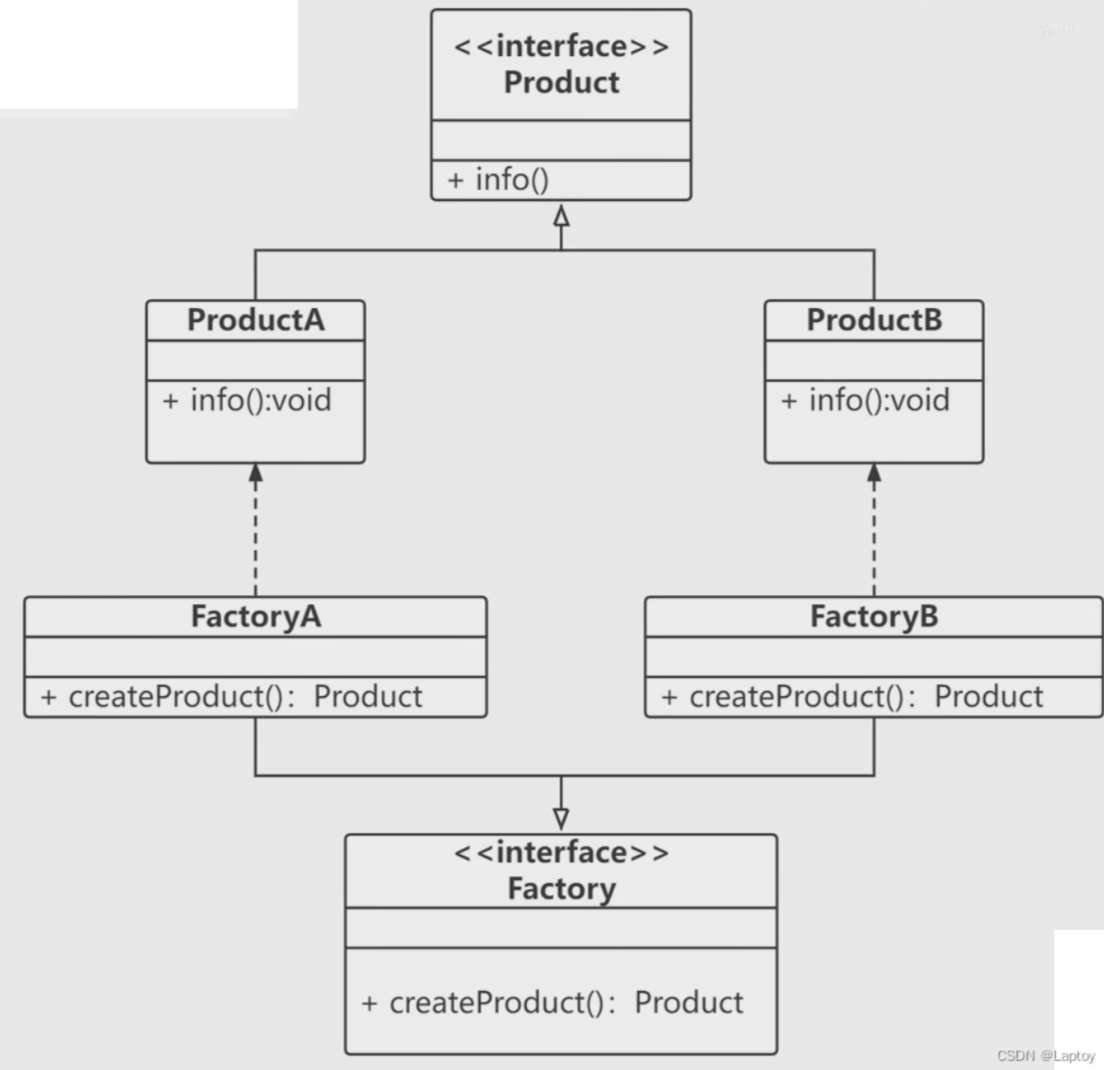 <<interface>>
Product
+ info()
ProductA
+ info():void
ProductB
+ info():void
FactoryA
+ createProduct()： Product
FactoryB
+ createProduct()： Product
<<interface>>
Factory
+ createProduct()： Product
CSDN @Laptoy